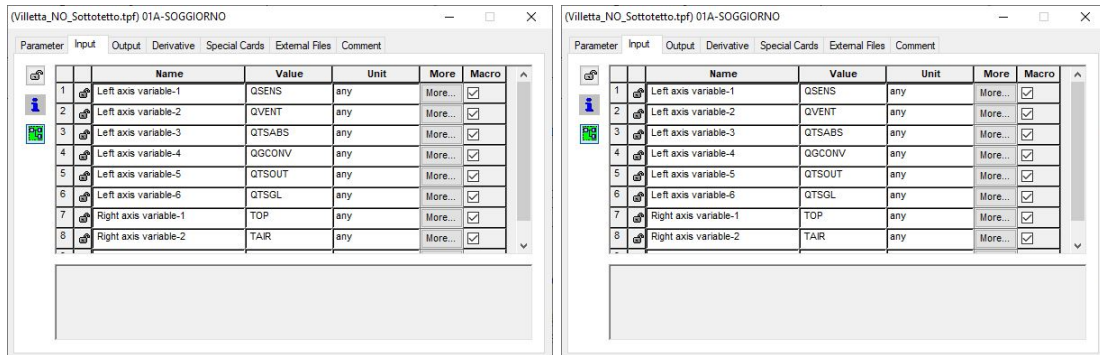 (Villetta_NO_Sottotetto.tpf) 01A-SOGGIORNO
Parameter Input Output Derivative Special Cards External Files Comment
Name Value Unit More Macro
1 Left axis variable-1 QSENS any More...
2 Left axis variable-2 QVENT any More...
3 Left axis variable-3 QTSABS any More...
4 Left axis variable-4 QGCONV any More...
5 Left axis variable-5 QTSOUT any More...
6 Left axis variable-6 QTSGL any More...
7 Right axis variable-1 TOP any More...
8 Right axis variable-2 TAIR any More...
(Villetta_NO_Sottotetto.tpf) 01A-SOGGIORNO
Parameter Input Output Derivative Special Cards External Files Comment
Name Value Unit More Macro
1 Left axis variable-1 QSENS any More...
2 Left axis variable-2 QVENT any More...
3 Left axis variable-3 QTSABS any More...
4 Left axis variable-4 QGCONV any More...
5 Left axis variable-5 QTSOUT any More...
6 Left axis variable-6 QTSGL any More...
7 Right axis variable-1 TOP any More...
8 Right axis variable-2 TAIR any More...